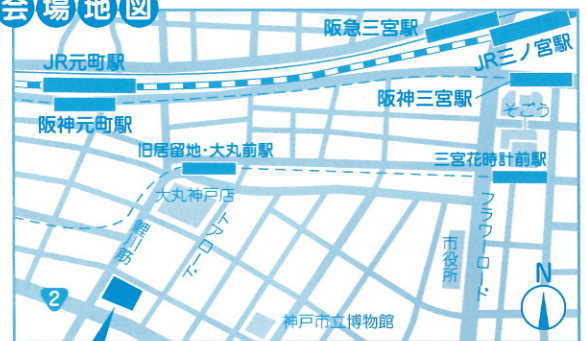 会場地図
阪急三宮駅
JR三ノ宮駅
JR元町駅
阪神三宮駅
そごう
阪神元町駅
旧居留地・大丸前駅
三宮花時計前駅
大丸神戸店
鯉川筋
トアロード
フラワーロード
市役所
N
2
神戸市立博物館